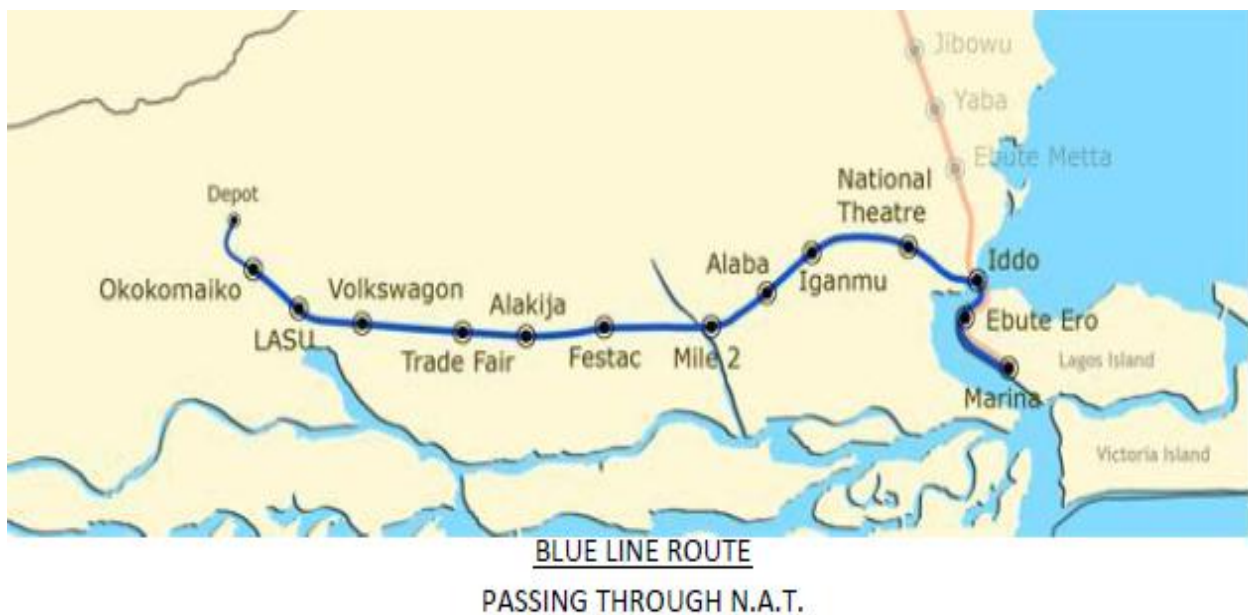 Jibowu
Yaba
Ebute Metta
National
Theatre
Depot
Iddo
Alaba
Iganmu
Okokomaiko
Volkswagon
Alakija
Ebute Ero
LASU
Trade Fair
Festac
Mile 2
Lagos Island
Marina
Victoria Island
BLUE LINE ROUTE
PASSING THROUGH N.A.T.